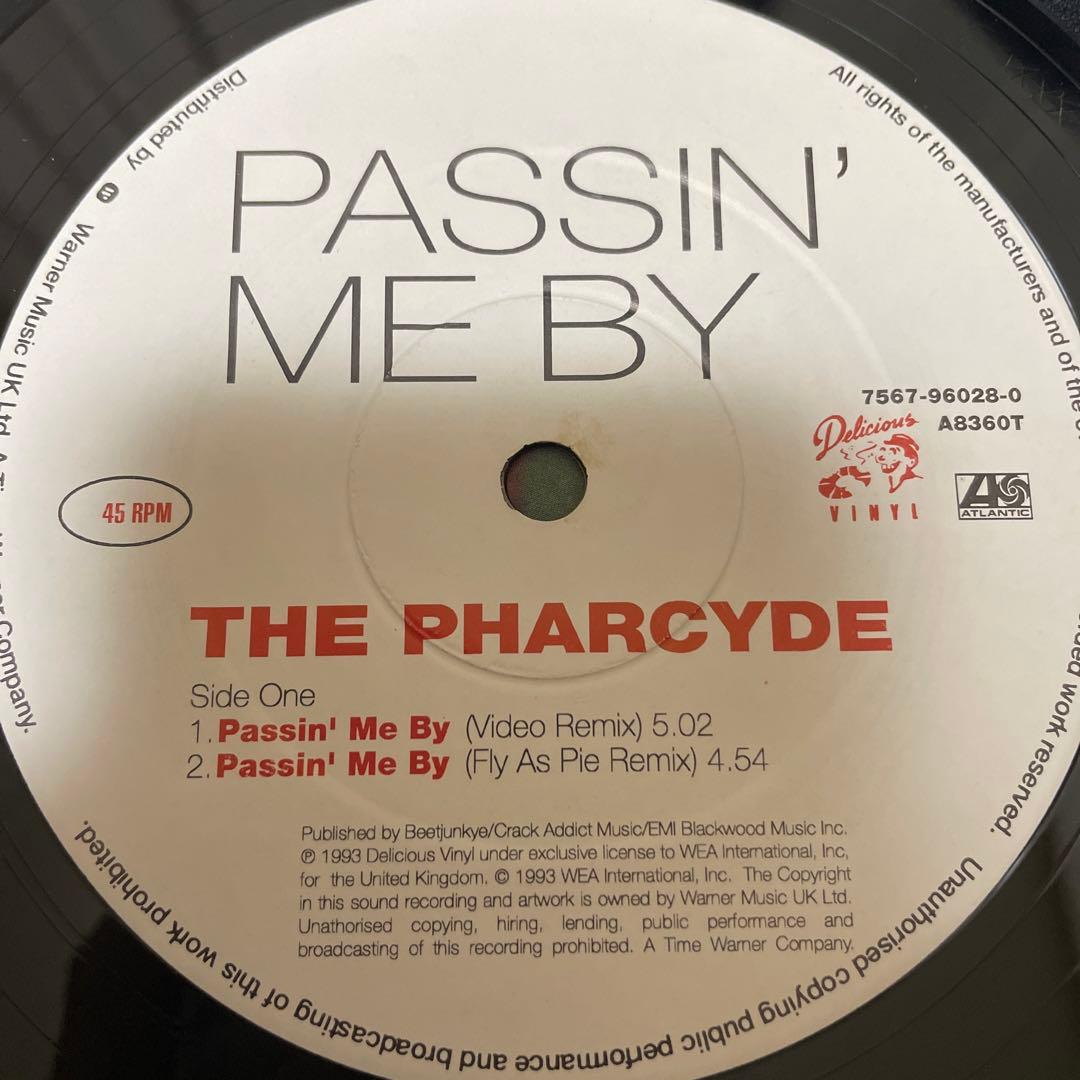 PASSIN'
ME BY
7567-96028-0
A8360T
Delicious
VINYL
ATLANTIC
45 RPM
THE PHARCYDE
Side One
1. Passin' Me By (Video Remix) 5.02
2. Passin' Me By (Fly As Pie Remix) 4.54
Published by Beetjunkye/Crack Addict Music/EMI Blackwood Music Inc.
℗ 1993 Delicious Vinyl under exclusive license to WEA International, Inc,
for the United Kingdom. © 1993 WEA International, Inc. The Copyright
in this sound recording and artwork is owned by Warner Music UK Ltd.
Unathorised copying, hiring, lending, public performance and
broadcasting of this recording prohibited. A Time Warner Company.
All rights of the manufacturers and of the
work reserved.
Unauthorised copying public performance and broadcasting of this work prohibited.
Distributed by Warner Music UK Ltd. A
Company.